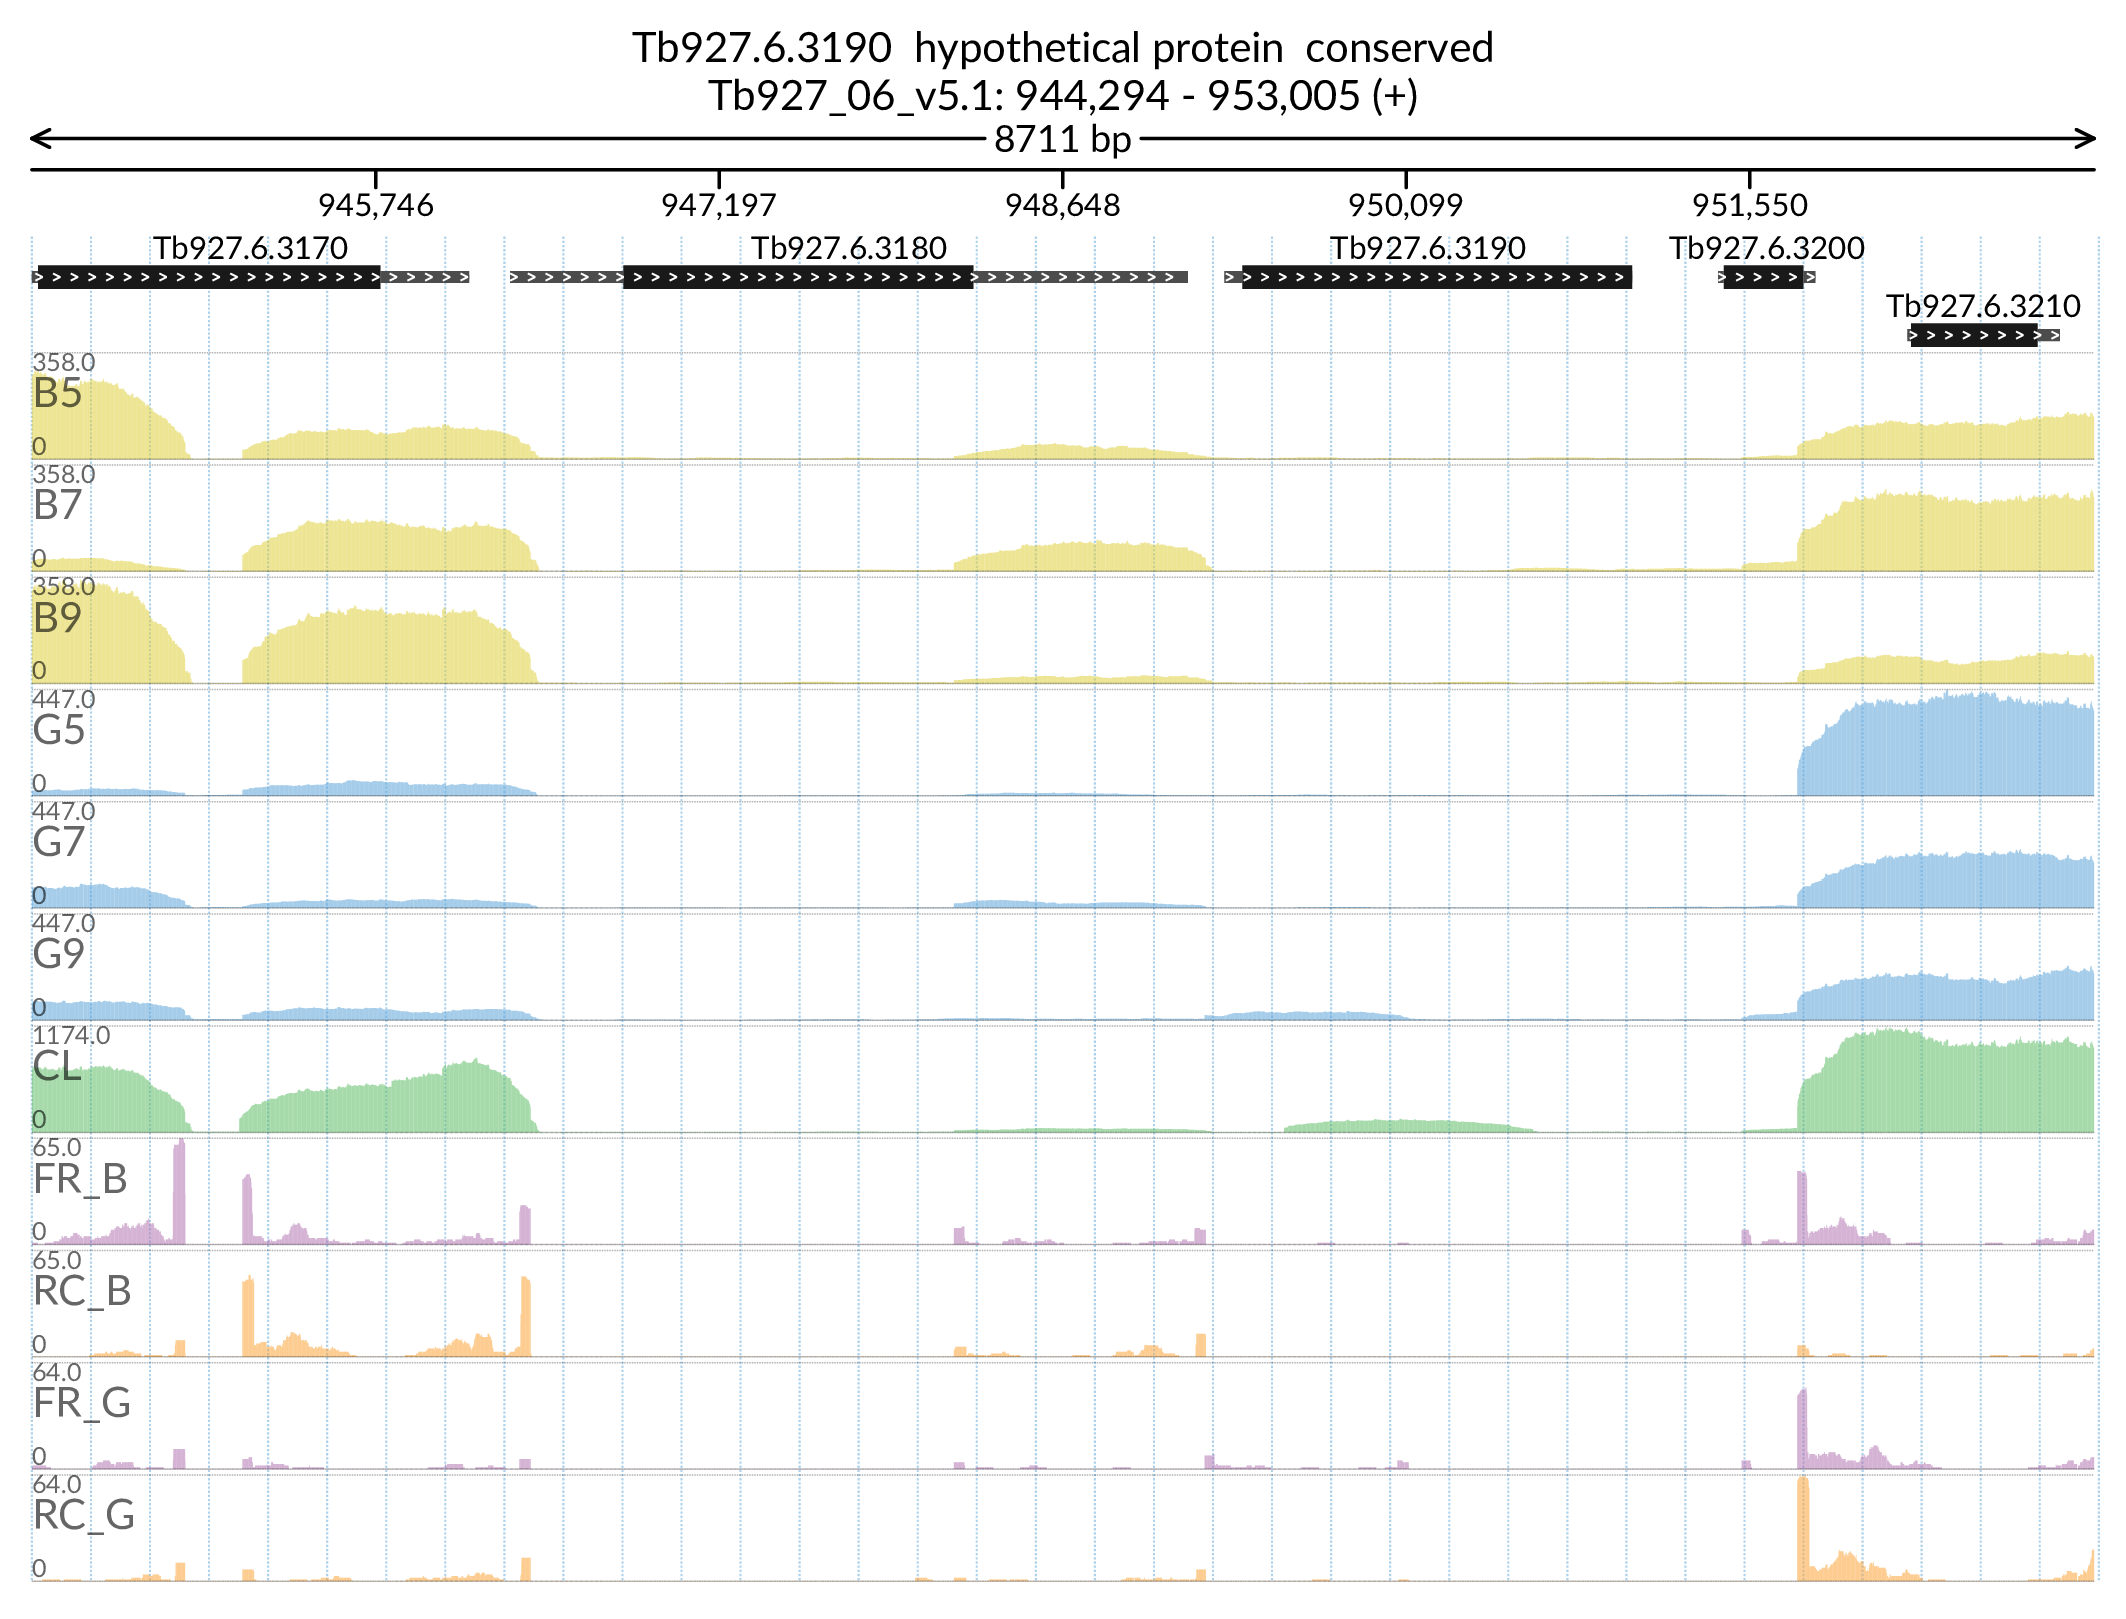 Tb927.6.3190 hypothetical protein conserved
Tb927_06_v5.1: 944,294 - 953,005 (+)
8711 bp
945,746 947,197 948,648 950,099 951,550
Tb927.6.3170 Tb927.6.3180 Tb927.6.3190 Tb927.6.3200
Tb927.6.3210
358.0
B5
0
358.0
B7
0
358.0
B9
0
447.0
G5
0
447.0
G7
0
447.0
G9
0
1174.0
CL
0
65.0
FR_B
0
65.0
RC_B
0
64.0
FR_G
0
64.0
RC_G
0